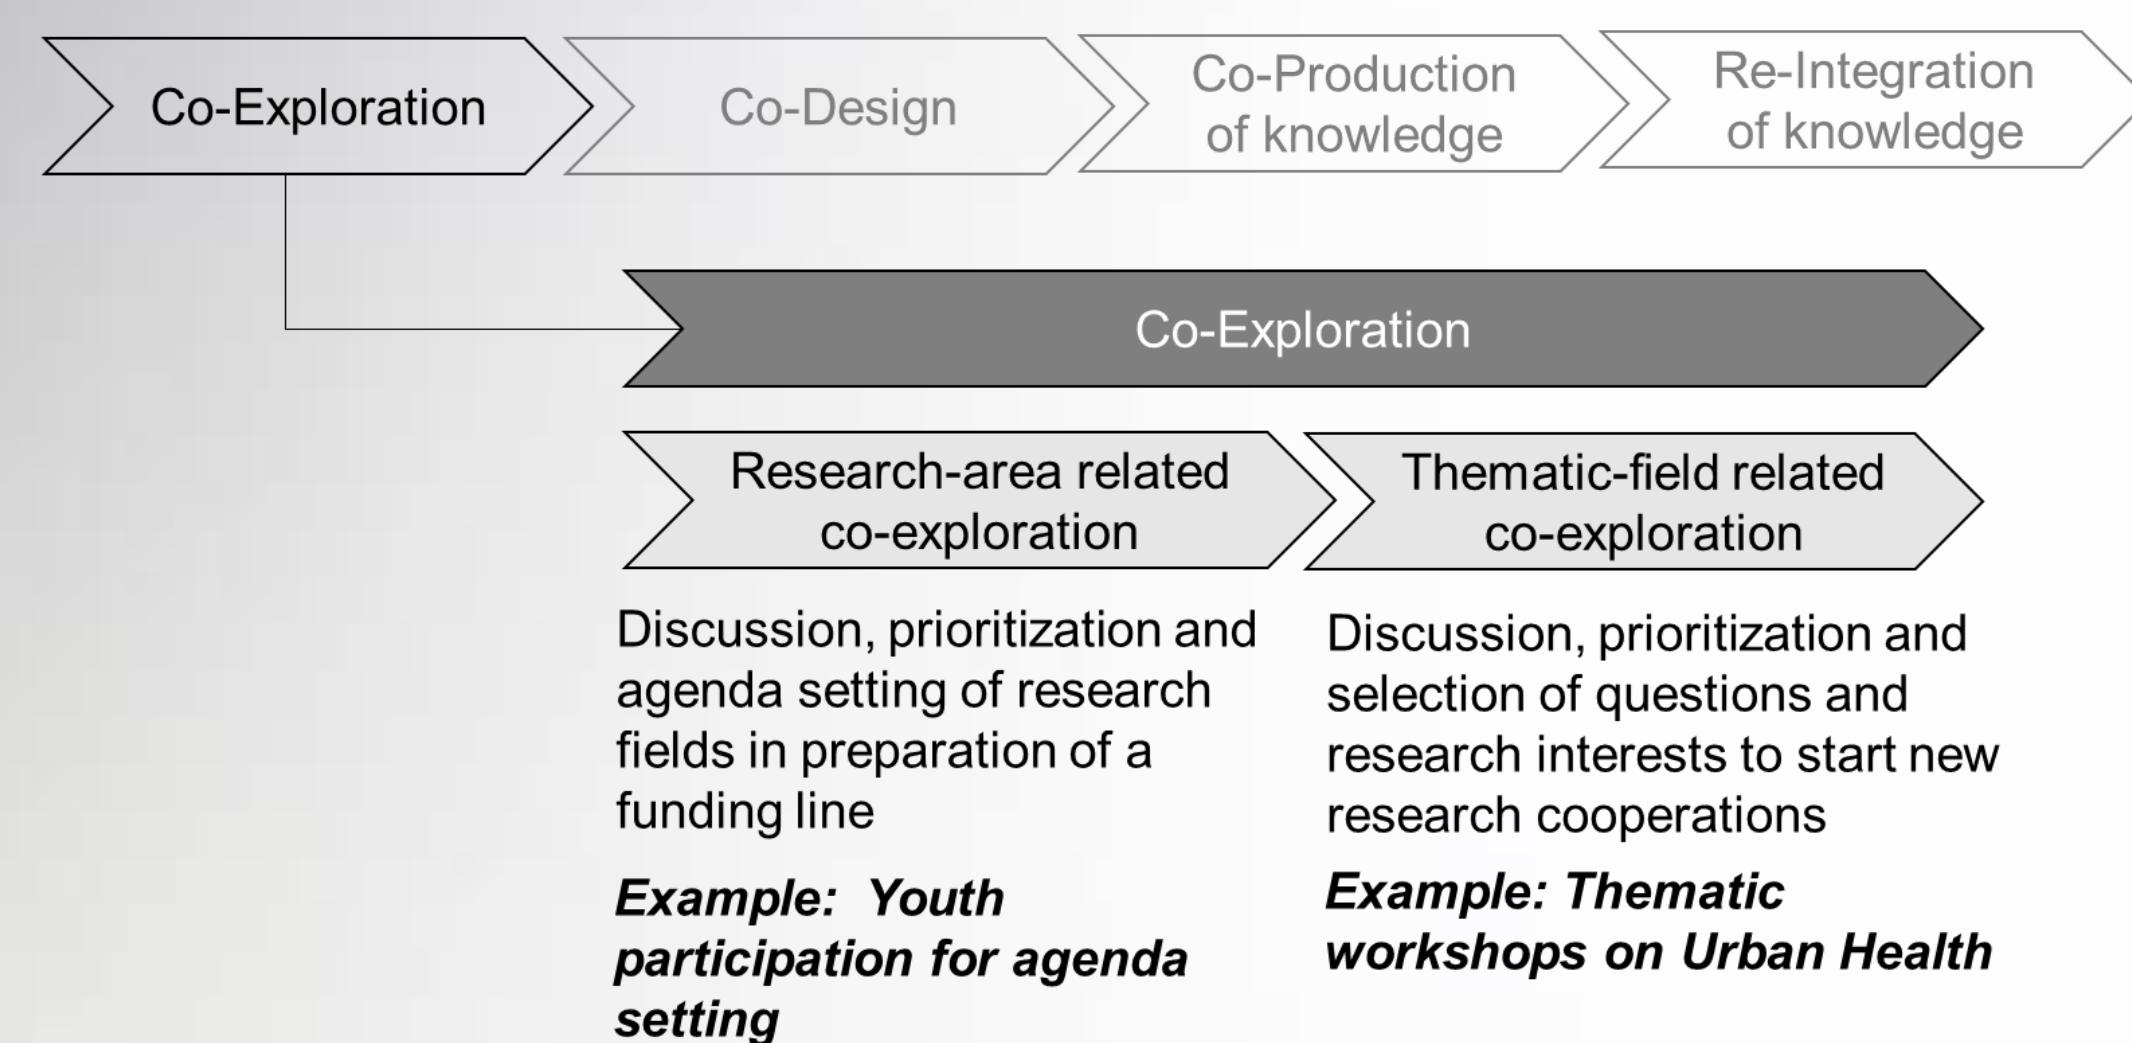 Co-Exploration
Co-Design
Co-Production
of knowledge
Re-Integration
of knowledge
Co-Exploration
Research-area related
co-exploration
Thematic-field related
co-exploration
Discussion, prioritization and
agenda setting of research
fields in preparation of a
funding line
Example:  Youth
participation for agenda
setting
Discussion, prioritization and
selection of questions and
research interests to start new
research cooperations
Example: Thematic
workshops on Urban Health